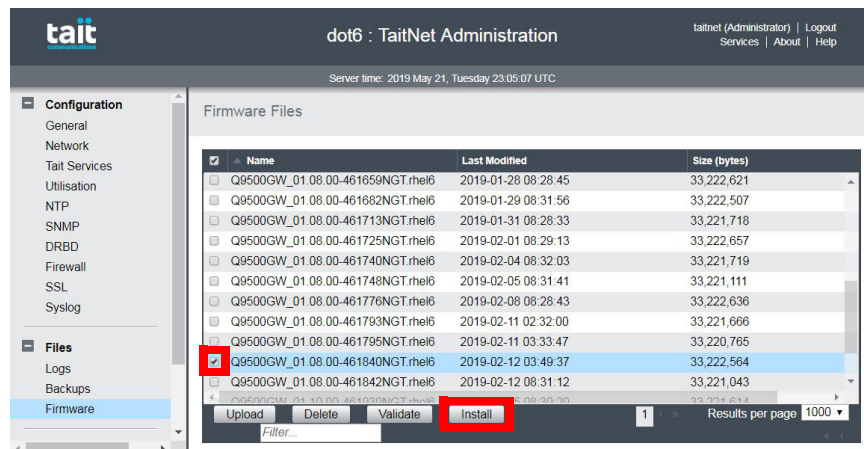 tait
communications
dot6 : TaitNet Administration
taitnet (Administrator) | Logout
Services | About | Help
Server time: 2019 May 21, Tuesday 23:05:07 UTC
Configuration
General
Network
Tait Services
Utilisation
NTP
SNMP
DRBD
Firewall
SSL
Syslog
Files
Logs
Backups
Firmware
Firmware Files
Name Last Modified Size (bytes)
Q9500GW_01.08.00-461659NGT.rhel6 2019-01-28 08:28:45 33,222,621
Q9500GW_01.08.00-461682NGT.rhel6 2019-01-29 08:31:56 33,222,507
Q9500GW_01.08.00-461713NGT.rhel6 2019-01-31 08:28:33 33,221,718
Q9500GW_01.08.00-461725NGT.rhel6 2019-02-01 08:29:13 33,222,657
Q9500GW_01.08.00-461740NGT.rhel6 2019-02-04 08:32:03 33,221,719
Q9500GW_01.08.00-461748NGT.rhel6 2019-02-05 08:31:41 33,221,111
Q9500GW_01.08.00-461776NGT.rhel6 2019-02-08 08:28:43 33,222,636
Q9500GW_01.08.00-461793NGT.rhel6 2019-02-11 02:32:00 33,221,666
Q9500GW_01.08.00-461795NGT.rhel6 2019-02-11 03:33:47 33,220,765
Q9500GW_01.08.00-461840NGT.rhel6 2019-02-12 03:49:37 33,222,564
Q9500GW_01.08.00-461842NGT.rhel6 2019-02-12 08:31:12 33,221,043
Upload Delete Validate Install 1 Results per page 1000
Filter...